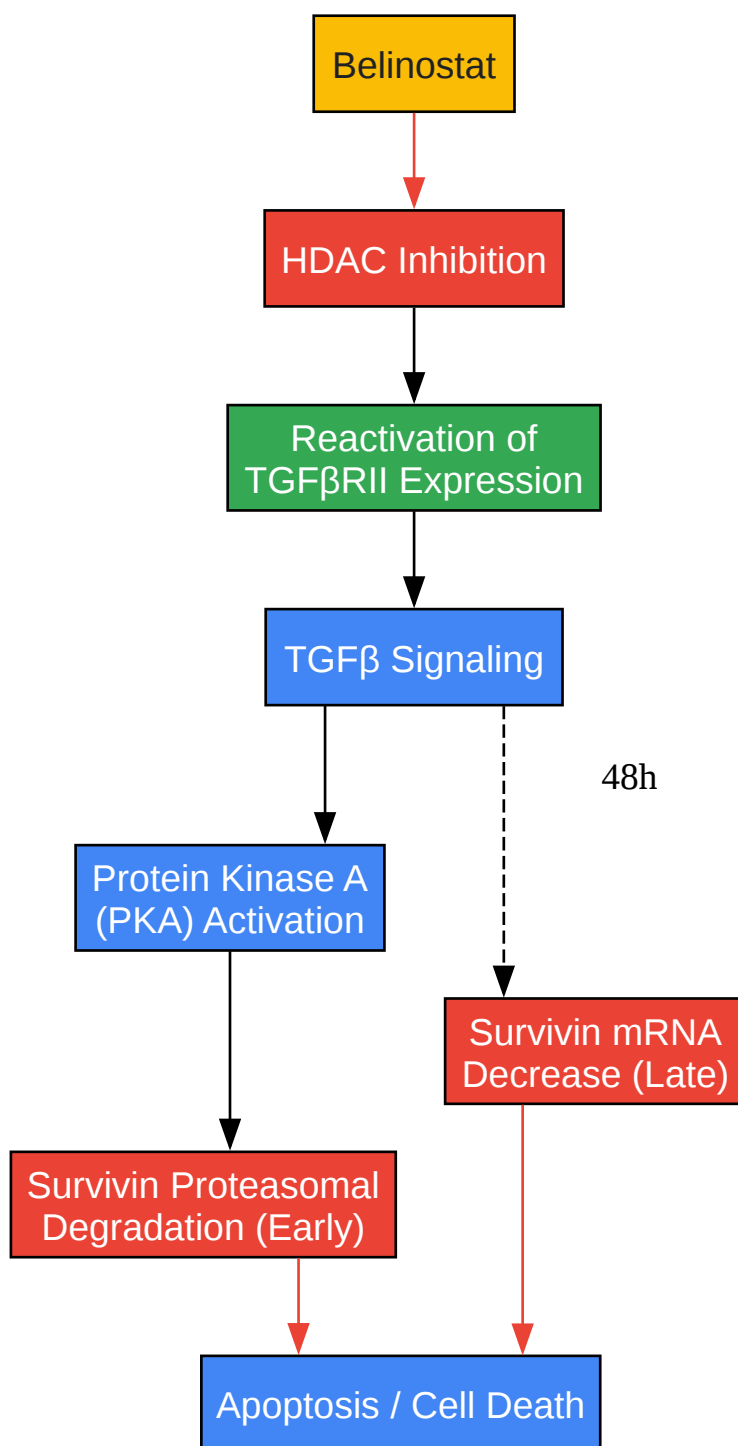 Belinostat
HDAC Inhibition
Reactivation of
TGFβRII Expression
TGFβ Signaling
48h
Protein Kinase A
(PKA) Activation
Survivin mRNA
Decrease (Late)
Survivin Proteasomal
Degradation (Early)
Apoptosis / Cell Death